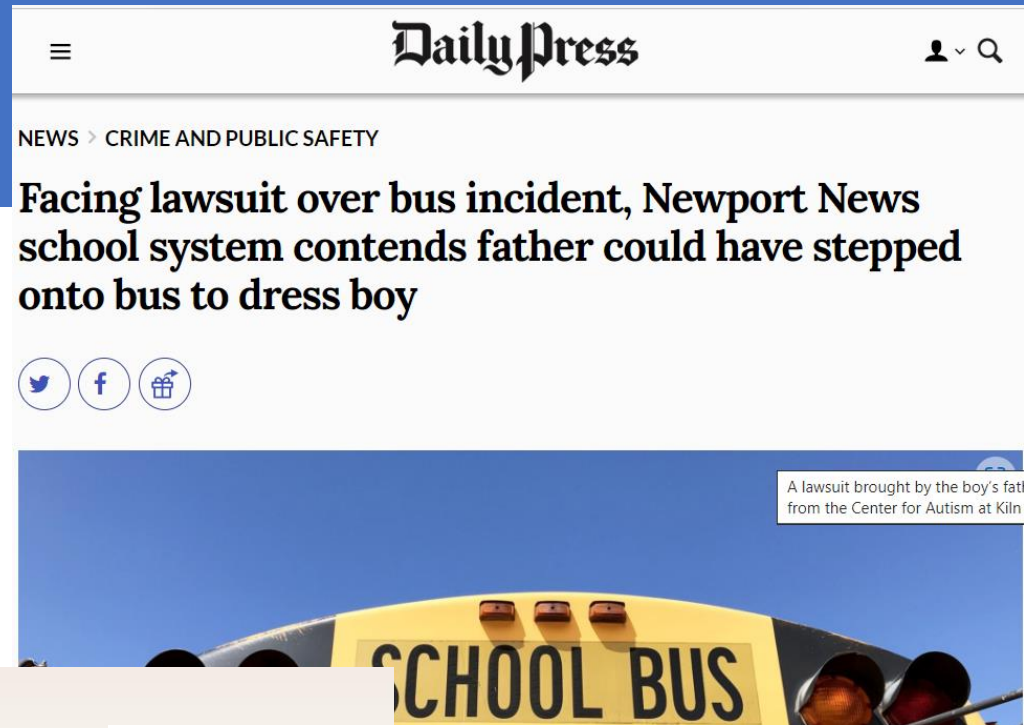 Daily Press
NEWS > CRIME AND PUBLIC SAFETY
Facing lawsuit over bus incident, Newport News
school system contends father could have stepped
onto bus to dress boy
A lawsuit brought by the boy's fat
from the Center for Autism at Kiln
SCHOOL BUS